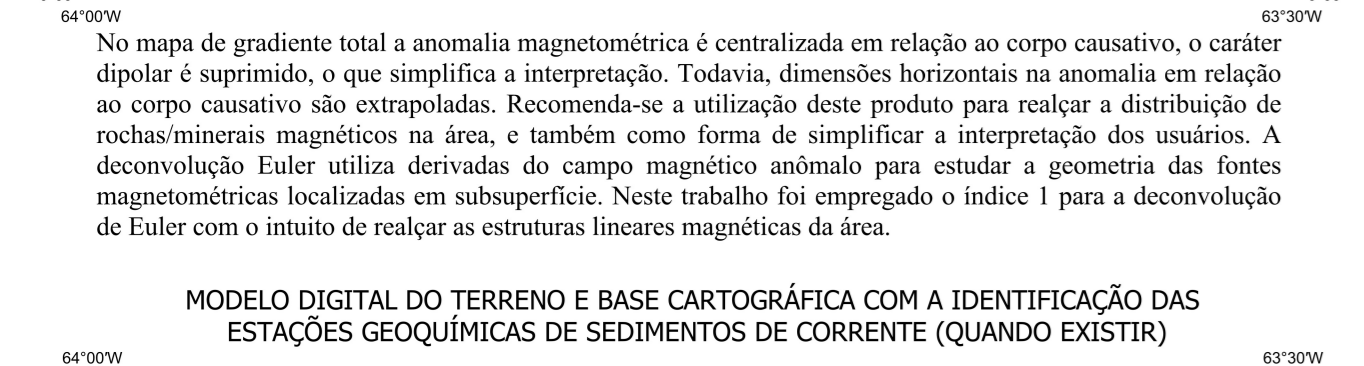 64°00'W 63°30'W
No mapa de gradiente total a anomalia magnetométrica é centralizada em relação ao corpo causativo, o caráter
dipolar é suprimido, o que simplifica a interpretação. Todavia, dimensões horizontais na anomalia em relação
ao corpo causativo são extrapoladas. Recomenda-se a utilização deste produto para realçar a distribuição de
rochas/minerais magnéticos na área, e também como forma de simplificar a interpretação dos usuários. A
deconvolução Euler utiliza derivadas do campo magnético anômalo para estudar a geometria das fontes
magnetométricas localizadas em subsuperfície. Neste trabalho foi empregado o índice 1 para a deconvolução
de Euler com o intuito de realçar as estruturas lineares magnéticas da área.
MODELO DIGITAL DO TERRENO E BASE CARTOGRÁFICA COM A IDENTIFICAÇÃO DAS
ESTAÇÕES GEOQUÍMICAS DE SEDIMENTOS DE CORRENTE (QUANDO EXISTIR)
64°00'W 63°30'W